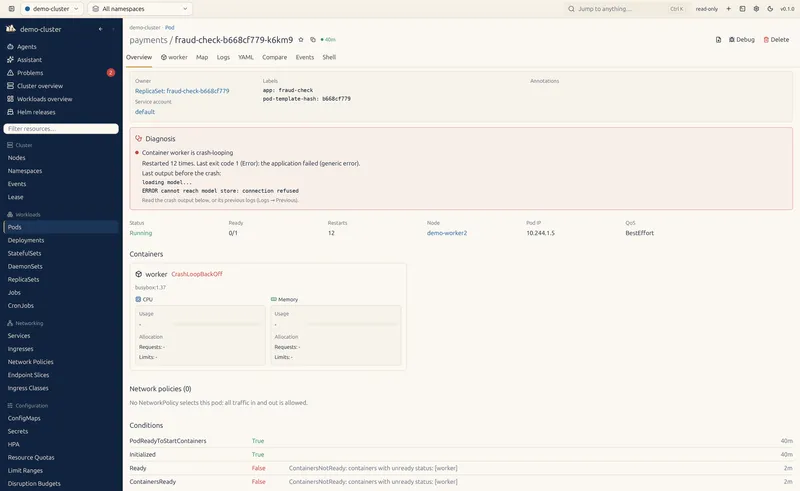 demo-cluster
All namespaces
Jump to anything...
Ctrl K
read-only
v0.1.0
demo-cluster
Agents
Assistant
Problems 2
Cluster overview
Workloads overview
Helm releases
Filter resources...
Cluster
Nodes
Namespaces
Events
Lease
Workloads
Pods
Deployments
StatefulSets
DaemonSets
ReplicaSets
Jobs
CronJobs
Networking
Services
Ingresses
Network Policies
Endpoint Slices
Ingress Classes
Configuration
ConfigMaps
Secrets
HPA
Resource Quotas
Limit Ranges
Disruption Budgets
demo-cluster Pod
payments / fraud-check-b668cf779-k6km9 40m
Debug Delete
Overview worker Map Logs YAML Compare Events Shell
Owner
ReplicaSet: fraud-check-b668cf779
Service account
default
Labels
app: fraud-check
pod-template-hash: b668cf779
Annotations
Diagnosis
Container worker is crash-looping
Restarted 12 times. Last exit code 1 (Error): the application failed (generic error).
Last output before the crash:
loading model...
ERROR cannot reach model store: connection refused
Read the crash output below, or its previous logs (Logs → Previous).
Status Ready Restarts Node Pod IP QoS
Running 0/1 12 demo-worker2 10.244.1.5 BestEffort
Containers
worker CrashLoopBackOff
busybox:1.37
CPU
Usage
-
Allocation
Requests: -
Limits: -
Memory
Usage
-
Allocation
Requests: -
Limits: -
Network policies (0)
No NetworkPolicy selects this pod: all traffic in and out is allowed.
Conditions
PodReadyToStartContainers True 40m
Initialized True 40m
Ready False ContainersNotReady: containers with unready status: [worker] 2m
ContainersReady False ContainersNotReady: containers with unready status: [worker] 2m